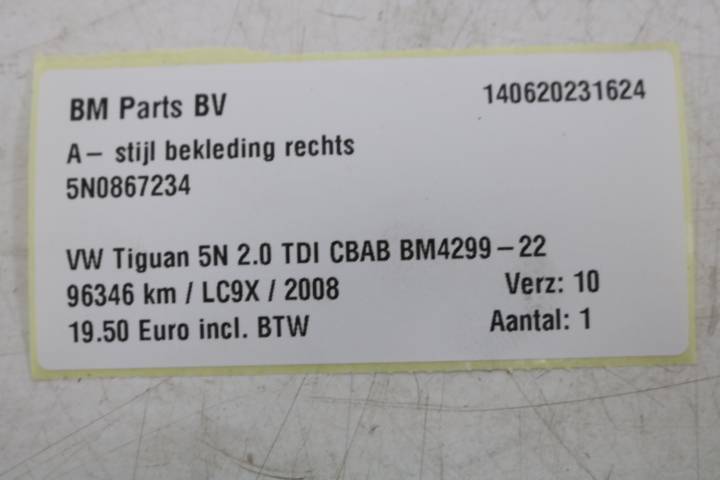 BM Parts BV 140620231624
A- stijl bekleding rechts
5N0867234
VW Tiguan 5N 2.0 TDI CBAB BM4299-22
96346 km / LC9X / 2008 Verz: 10
19.50 Euro incl. BTW Aantal: 1